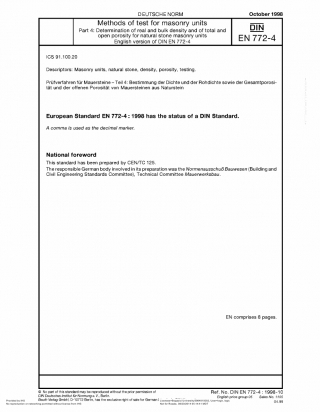 DEUTSCHE NORM
October 1998
Methods of test for masonry units
Part 4: Determination of real and bulk density and of total and
open porosity for natural stone masonry units
English version of DIN EN 772-4
DIN
EN 772-4
ICS 91.100.20
Descriptors: Masonry units, natural stone, density, porosity, testing.
Prüfverfahren für Mauersteine – Teil 4: Bestimmung der Dichte und der Rohdichte sowie der Gesamtporosi-
tät und der offenen Porosität von Mauersteinen aus Naturstein
European Standard EN 772-4 : 1998 has the status of a DIN Standard.
A comma is used as the decimal marker.
National foreword
This standard has been prepared by CEN/TC 125.
The responsible German body involved in its preparation was the Normenausschuß Bauwesen (Building and
Civil Engineering Standards Committee), Technical Committee Mauerwerksbau.
EN comprises 8 pages.
© No part of this standard may be reproduced without the prior permission of
DIN Deutsches Institut für Normung e. V., Berlin.
Beuth Verlag GmbH, D-10772 Berlin, has the exclusive right of sale for German
Ref. No. DIN EN 772-4 : 1998-10
English price group 07 Sales No. 1107